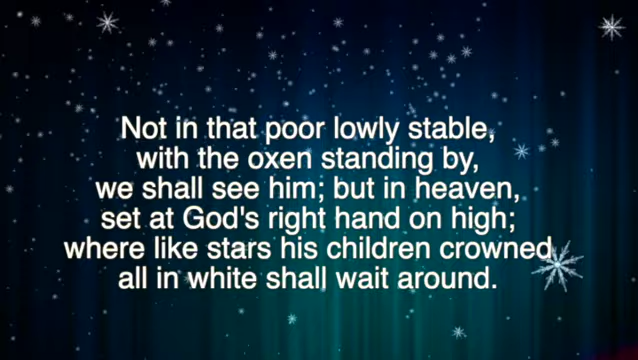 Not in that poor lowly stable,
with the oxen standing by,
we shall see him; but in heaven,
set at God's right hand on high;
where like stars his children crowned
all in white shall wait around.